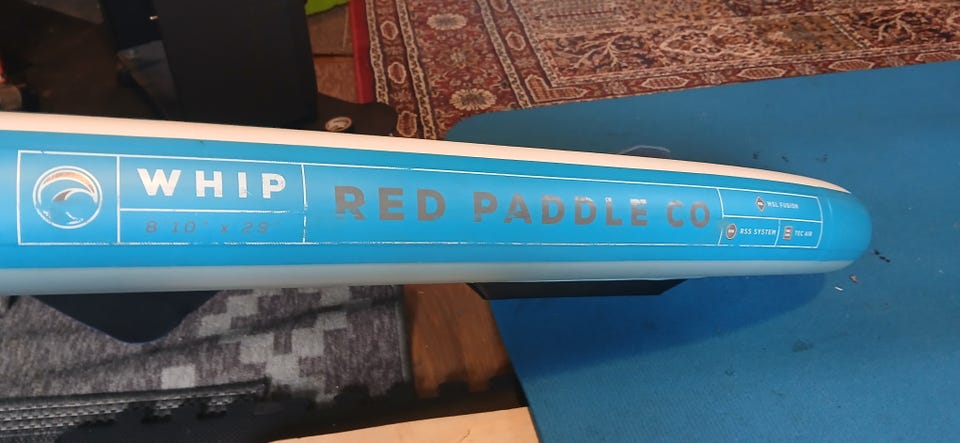 WHIP
8'10" x 29"
RED PADDLE CO
MSL FUSION
RSS SYSTEM
TEC AIR